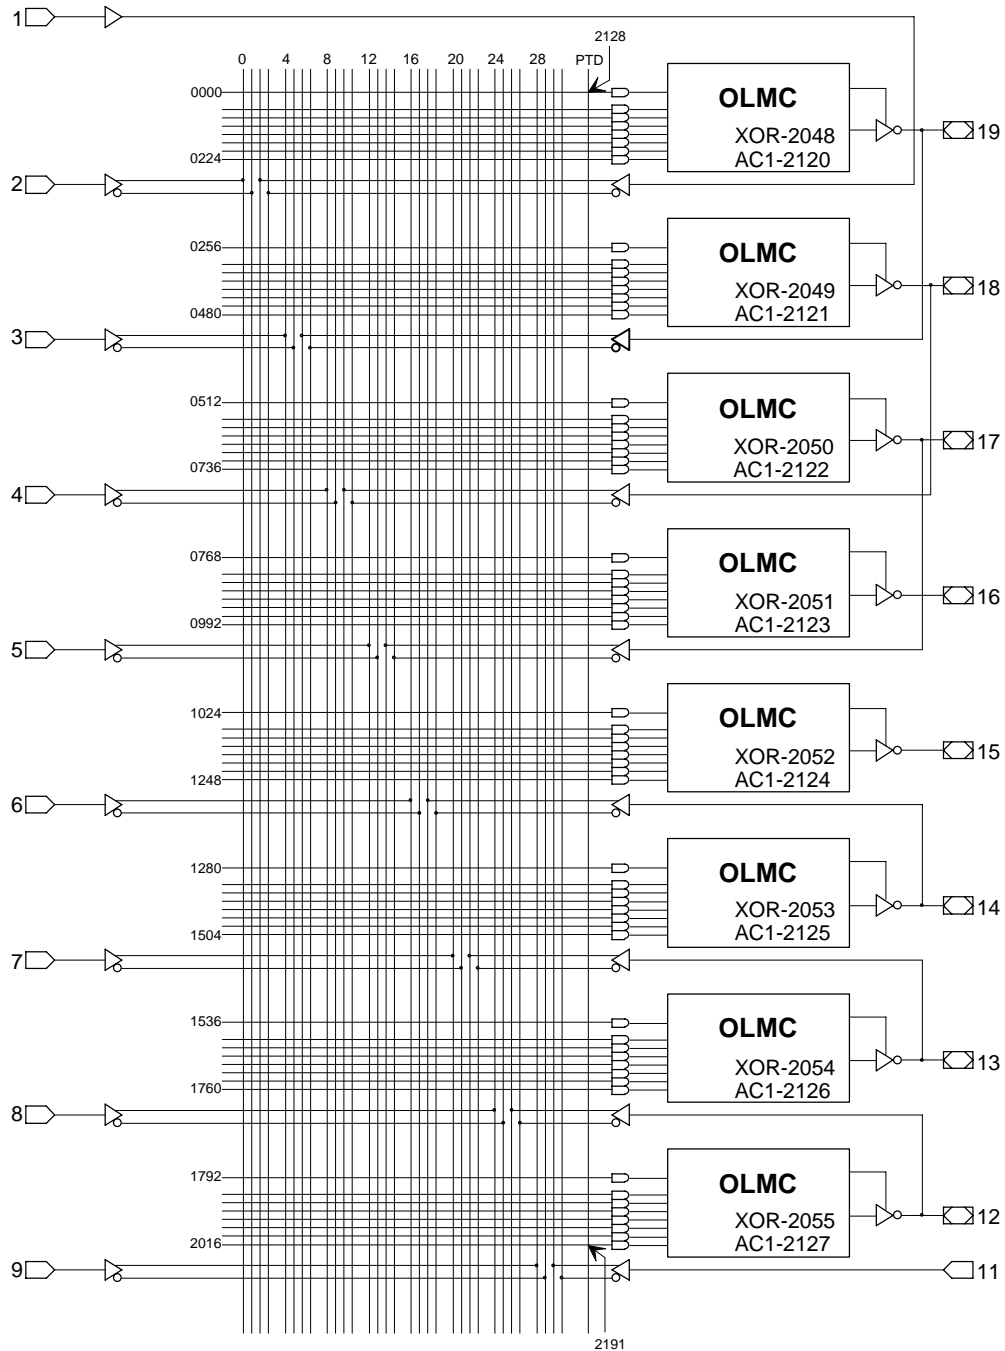 1
2128
0 4 8 12 16 20 24 28 PTD
0000
OLMC
XOR-2048
AC1-2120
19
0224
2
0256
OLMC
XOR-2049
AC1-2121
18
0480
3
0512
OLMC
XOR-2050
AC1-2122
17
0736
4
0768
OLMC
XOR-2051
AC1-2123
16
0992
5
1024
OLMC
XOR-2052
AC1-2124
15
1248
6
1280
OLMC
XOR-2053
AC1-2125
14
1504
7
1536
OLMC
XOR-2054
AC1-2126
13
1760
8
1792
OLMC
XOR-2055
AC1-2127
12
2016
9
11
2191